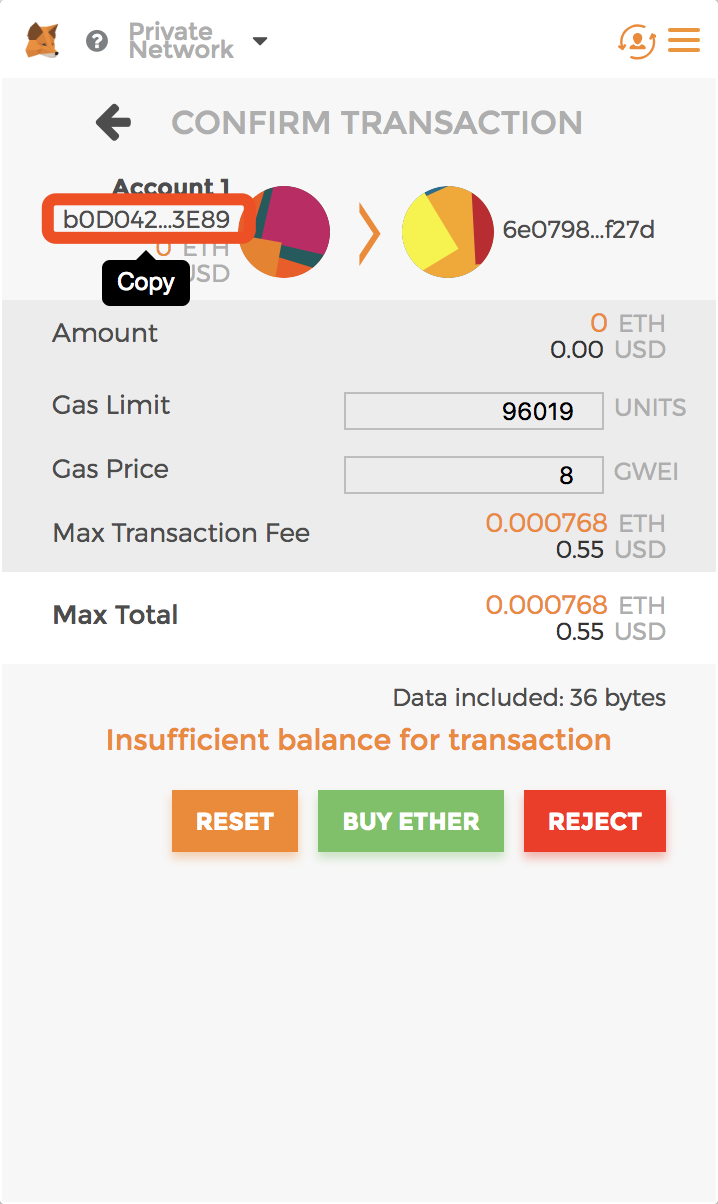 ?
Private
Network
CONFIRM TRANSACTION
Account 1
b0D042...3E89
0 ETH
USD
Copy
6e0798...f27d
Amount
0 ETH
0.00 USD
Gas Limit
96019 UNITS
Gas Price
8 GWEI
Max Transaction Fee
0.000768 ETH
0.55 USD
Max Total
0.000768 ETH
0.55 USD
Data included: 36 bytes
Insufficient balance for transaction
RESET BUY ETHER REJECT